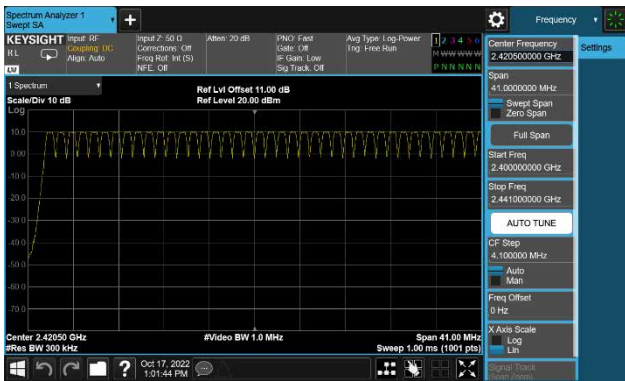 Spectrum Analyzer 1
Swept SA
+
Frequency
KEYSIGHT
RL
LXI
Input: RF
Coupling: DC
Align: Auto
Input Z: 50 Ω
Corrections: Off
Freq Ref: Int (S)
NFE: Off
Atten: 20 dB
PNO: Fast
Gate: Off
IF Gain: Low
Sig Track: Off
Avg Type: Log-Power
Trig: Free Run
1 2 3 4 5 6
M W W W W W
P N N N N N
1 Spectrum
Scale/Div 10 dB
Log
Ref Lvl Offset 11.00 dB
Ref Level 20.00 dBm
10.0
0.00
-10.0
-20.0
-30.0
-40.0
-50.0
-60.0
-70.0
Center 2.42050 GHz
#Res BW 300 kHz
#Video BW 1.0 MHz
Span 41.00 MHz
Sweep 1.00 ms (1001 pts)
?
Oct 17, 2022
1:01:44 PM
Center Frequency
2.420500000 GHz
Span
41.0000000 MHz
Swept Span
Zero Span
Full Span
Start Freq
2.400000000 GHz
Stop Freq
2.441000000 GHz
AUTO TUNE
CF Step
4.100000 MHz
Auto
Man
Freq Offset
0 Hz
X Axis Scale
Log
Lin
Signal Track
(Span Zoom)
Settings